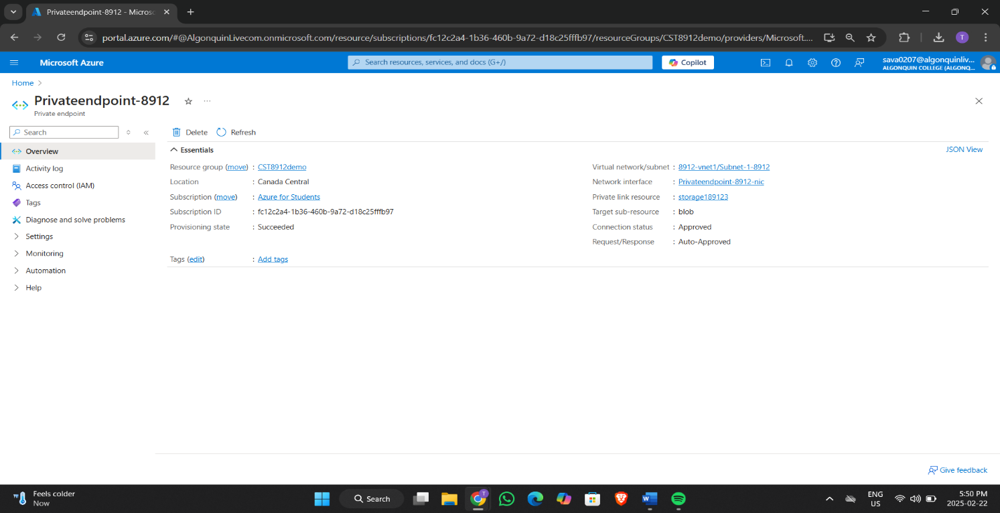 Privateendpoint-8912 - Micros
portal.azure.com/#@AlgonquinLivecom.onmicrosoft.com/resource/subscriptions/fc12c2a4-1b36-460b-9a72-d18c25fffb97/resourceGroups/CST8912demo/providers/Microsoft....
T
Microsoft Azure
Search resources, services, and docs (G+/)
Copilot
sava0207@algonquinliv...
ALGONQUIN COLLEGE (ALGONQ...
Home >
Privateendpoint-8912
Private endpoint
Search
Delete
Refresh
Overview
Activity log
Access control (IAM)
Tags
Diagnose and solve problems
Settings
Monitoring
Automation
Help
Essentials
JSON View
Resource group (move) : CST8912demo
Location : Canada Central
Subscription (move) : Azure for Students
Subscription ID : fc12c2a4-1b36-460b-9a72-d18c25fffb97
Provisioning state : Succeeded
Virtual network/subnet : 8912-vnet1/Subnet-1-8912
Network interface : Privateendpoint-8912-nic
Private link resource : storage189123
Target sub-resource : blob
Connection status : Approved
Request/Response : Auto-Approved
Tags (edit) : Add tags
Give feedback
Feels colder
Now
Search
T
W
ENG
US
5:50 PM
2025-02-22